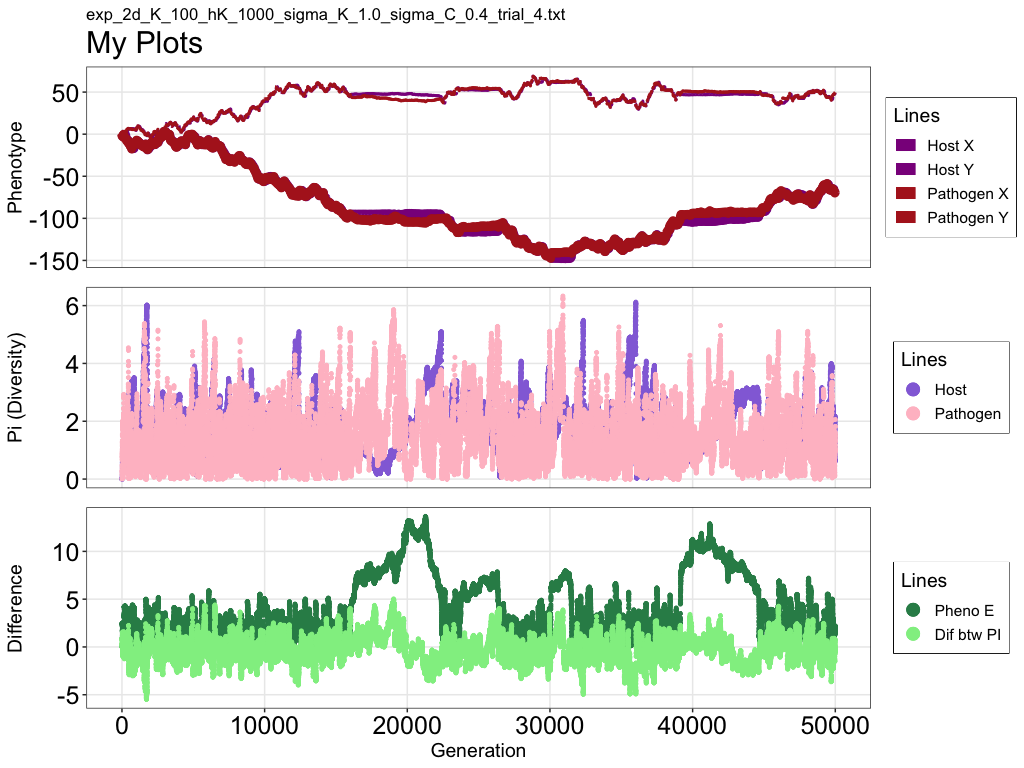 exp_2d_K_100_hK_1000_sigma_K_1.0_sigma_C_0.4_trial_4.txt
My Plots
Phenotype
50
0
-50
-100
-150
Lines
Host X
Host Y
Pathogen X
Pathogen Y
Pi (Diversity)
6
4
2
0
Lines
Host
Pathogen
Difference
10
5
0
-5
Lines
Pheno E
Dif btw PI
0 10000 20000 30000 40000 50000
Generation